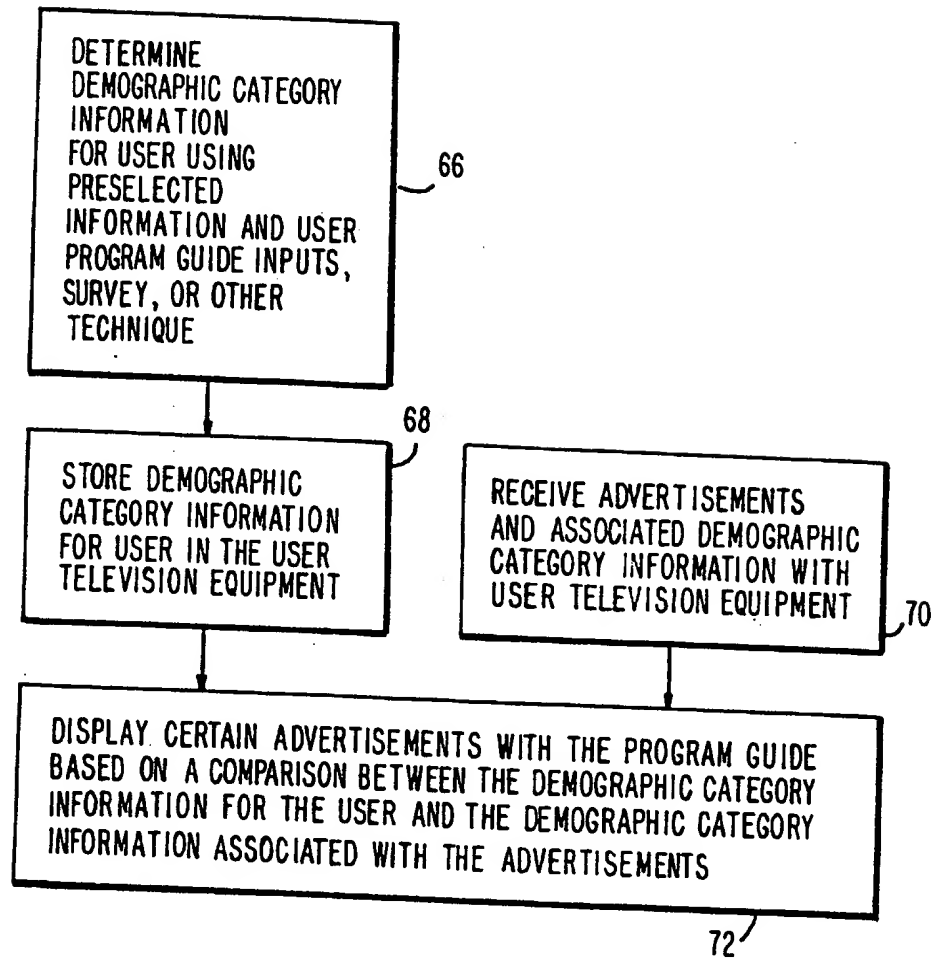 DETERMINE
DEMOGRAPHIC CATEGORY
INFORMATION
FOR USER USING
PRESELECTED
INFORMATION AND USER
PROGRAM GUIDE INPUTS,
SURVEY, OR OTHER
TECHNIQUE
66
68
STORE DEMOGRAPHIC
CATEGORY INFORMATION
FOR USER IN THE USER
TELEVISION EQUIPMENT
RECEIVE ADVERTISEMENTS
AND ASSOCIATED DEMOGRAPHIC
CATEGORY INFORMATION WITH
USER TELEVISION EQUIPMENT
70
DISPLAY CERTAIN ADVERTISEMENTS WITH THE PROGRAM GUIDE
BASED ON A COMPARISON BETWEEN THE DEMOGRAPHIC CATEGORY
INFORMATION FOR THE USER AND THE DEMOGRAPHIC CATEGORY
INFORMATION ASSOCIATED WITH THE ADVERTISEMENTS
72